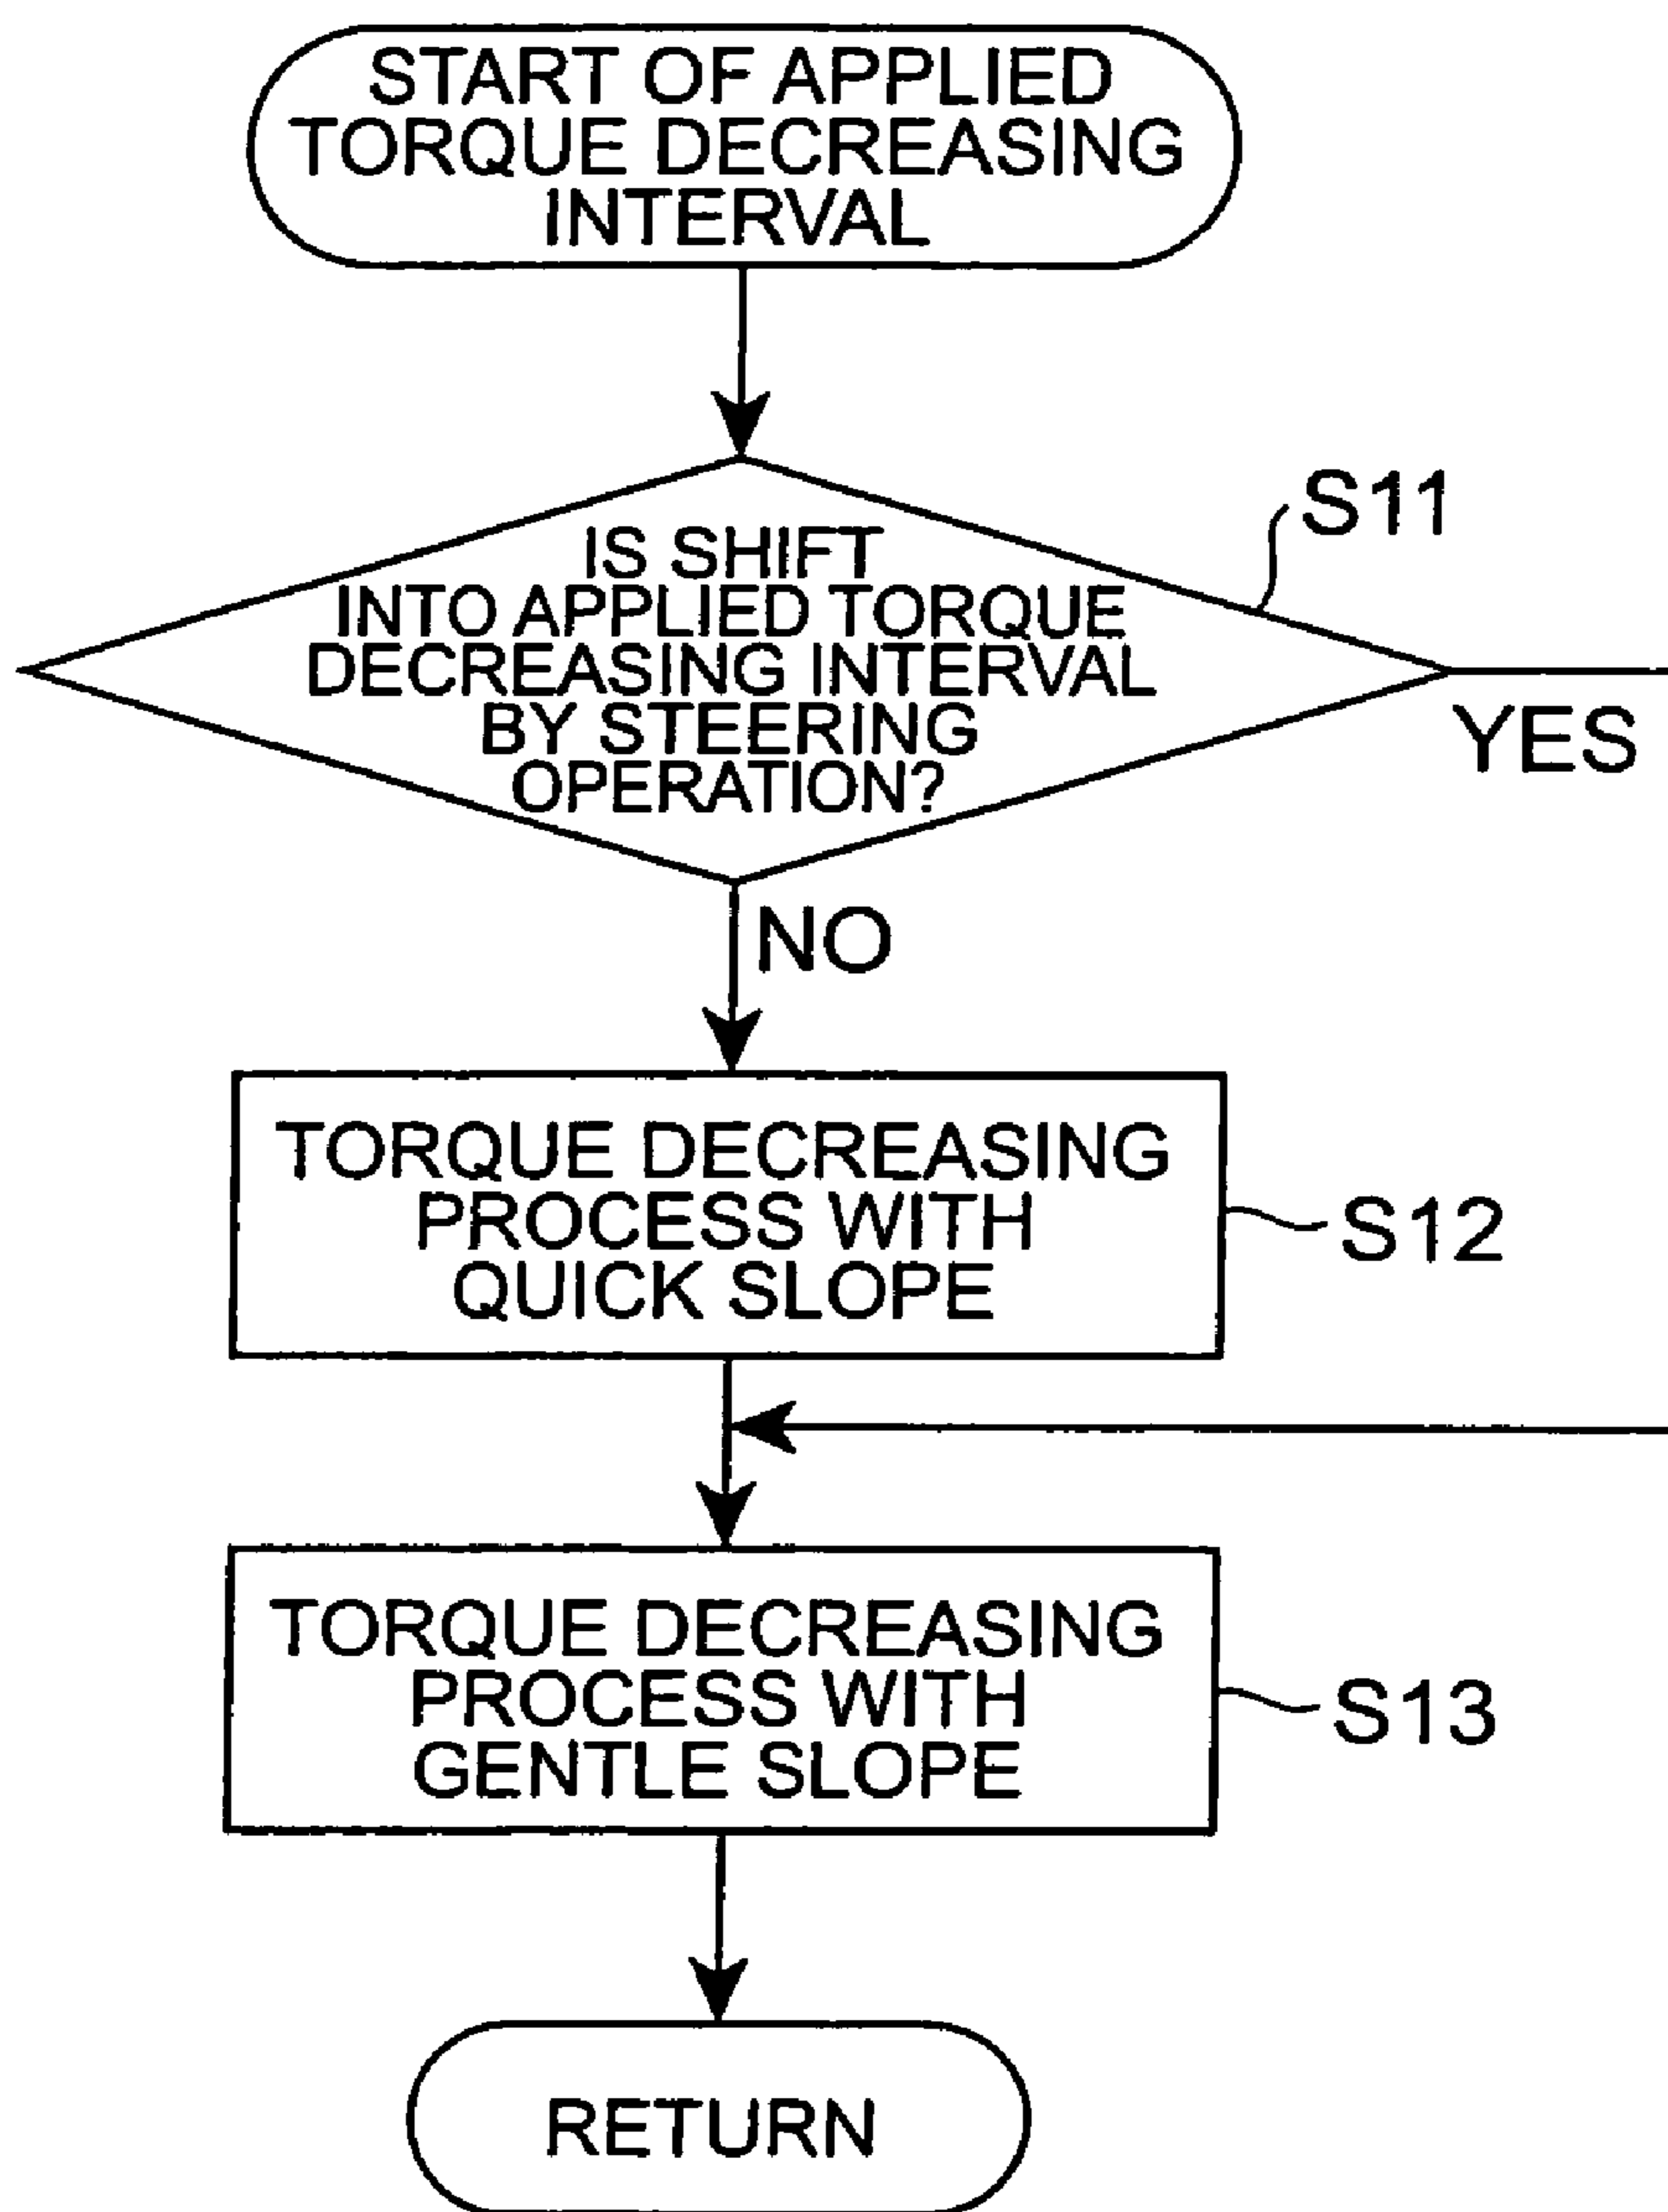 START OF APPLIED
TORQUE DECREASING
INTERVAL
IS SHIFT
INTO APPLIED TORQUE
DECREASING INTERVAL
BY STEERING
OPERATION?
S11
YES
NO
TORQUE DECREASING
PROCESS WITH
QUICK SLOPE
S12
TORQUE DECREASING
PROCESS WITH
GENTLE SLOPE
S13
RETURN